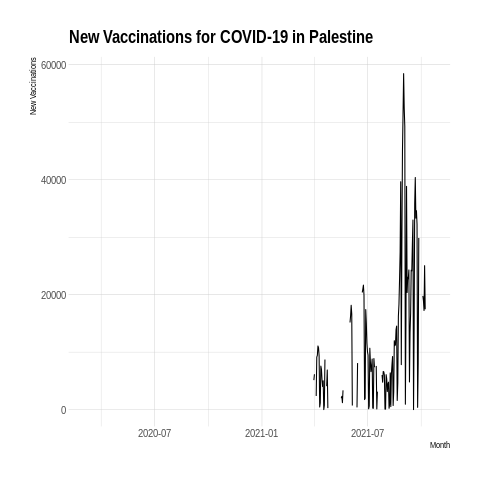 New Vaccinations for COVID-19 in Palestine
New Vaccinations
60000
40000
20000
0
2020-07
2021-01
2021-07
Month